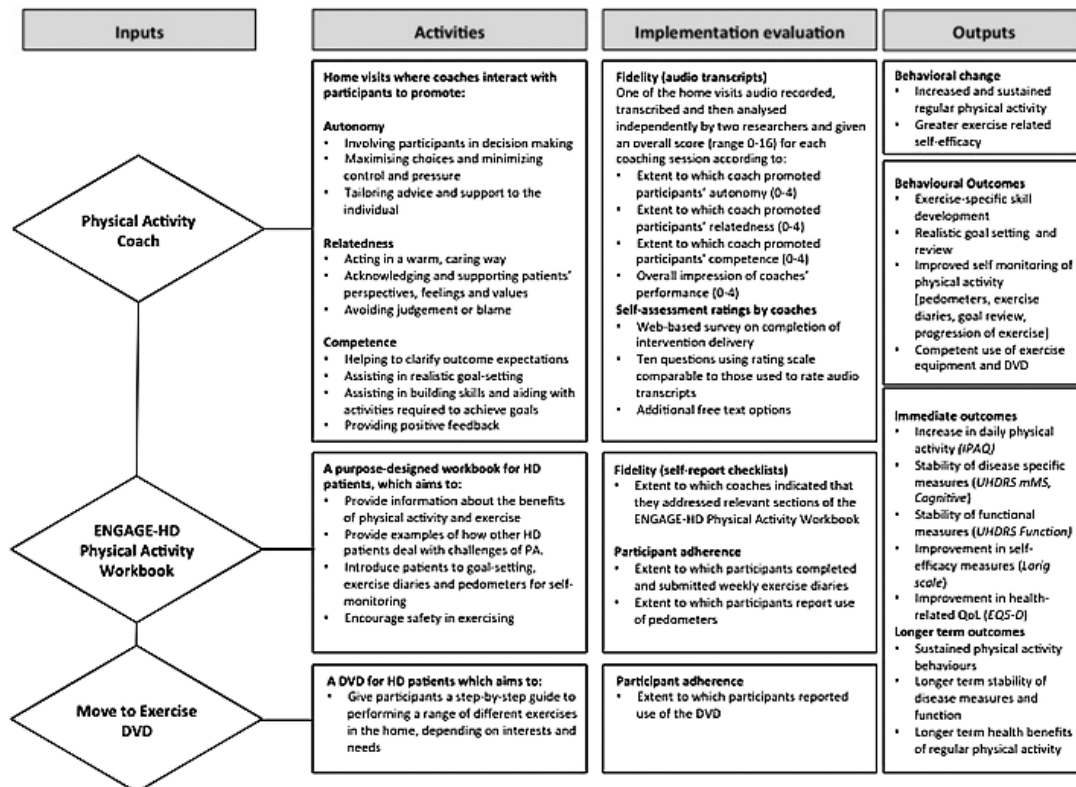 Inputs
Activities
Implementation evaluation
Outputs
Physical Activity
Coach
Home visits where coaches interact with
participants to promote:
Autonomy
• Involving participants in decision making
• Maximising choices and minimizing
control and pressure
• Tailoring advice and support to the
individual
Relatedness
• Acting in a warm, caring way
• Acknowledging and supporting patients'
perspectives, feelings and values
• Avoiding judgement or blame
Competence
• Helping to clarify outcome expectations
• Assisting in realistic goal-setting
• Assisting in building skills and aiding with
activities required to achieve goals
• Providing positive feedback
Fidelity (audio transcripts)
One of the home visits audio recorded,
transcribed and then analysed
independently by two researchers and given
an overall score (range 0-16) for each
coaching session according to:
• Extent to which coach promoted
participants' autonomy (0-4)
• Extent to which coach promoted
participants' relatedness (0-4)
• Extent to which coach promoted
participants' competence (0-4)
• Overall impression of coaches'
performance (0-4)
Self-assessment ratings by coaches
• Web-based survey on completion of
intervention delivery
• Ten questions using rating scale
comparable to those used to rate audio
transcripts
• Additional free text options
Behavioral change
• Increased and sustained
regular physical activity
• Greater exercise related
self-efficacy
Behavioural Outcomes
• Exercise-specific skill
development
• Realistic goal setting and
review
• Improved self monitoring of
physical activity
[pedometers, exercise
diaries, goal review,
progression of exercise]
• Competent use of exercise
equipment and DVD
Immediate outcomes
• Increase in daily physical
activity (IPAQ)
• Stability of disease specific
measures (UHDRS mMS,
Cognitive)
• Stability of functional
measures (UHDRS Function)
• Improvement in self-
efficacy measures (Lorig
scale)
• Improvement in health-
related QoL (EQ5-D)
Longer term outcomes
• Sustained physical activity
behaviours
• Longer term stability of
disease measures and
function
• Longer term health benefits
of regular physical activity
ENGAGE-HD
Physical Activity
Workbook
A purpose-designed workbook for HD
patients, which aims to:
• Provide information about the benefits
of physical activity and exercise
• Provide examples of how other HD
patients deal with challenges of PA.
• Introduce patients to goal-setting,
exercise diaries and pedometers for self-
monitoring
• Encourage safety in exercising
Fidelity (self-report checklists)
• Extent to which coaches indicated that
they addressed relevant sections of the
ENGAGE-HD Physical Activity Workbook
Participant adherence
• Extent to which participants completed
and submitted weekly exercise diaries
• Extent to which participants report use
of pedometers
Move to Exercise
DVD
A DVD for HD patients which aims to:
• Give participants a step-by-step guide to
performing a range of different exercises
in the home, depending on interests and
needs
Participant adherence
• Extent to which participants reported
use of the DVD